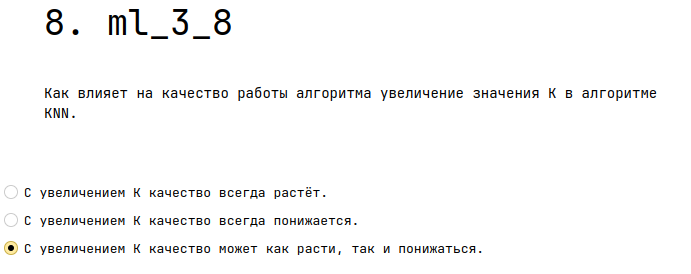 8. ml_3_8
Как влияет на качество работы алгоритма увеличение значения K в алгоритме
KNN.
С увеличением K качество всегда растёт.
С увеличением K качество всегда понижается.
С увеличением K качество может как расти, так и понижаться.